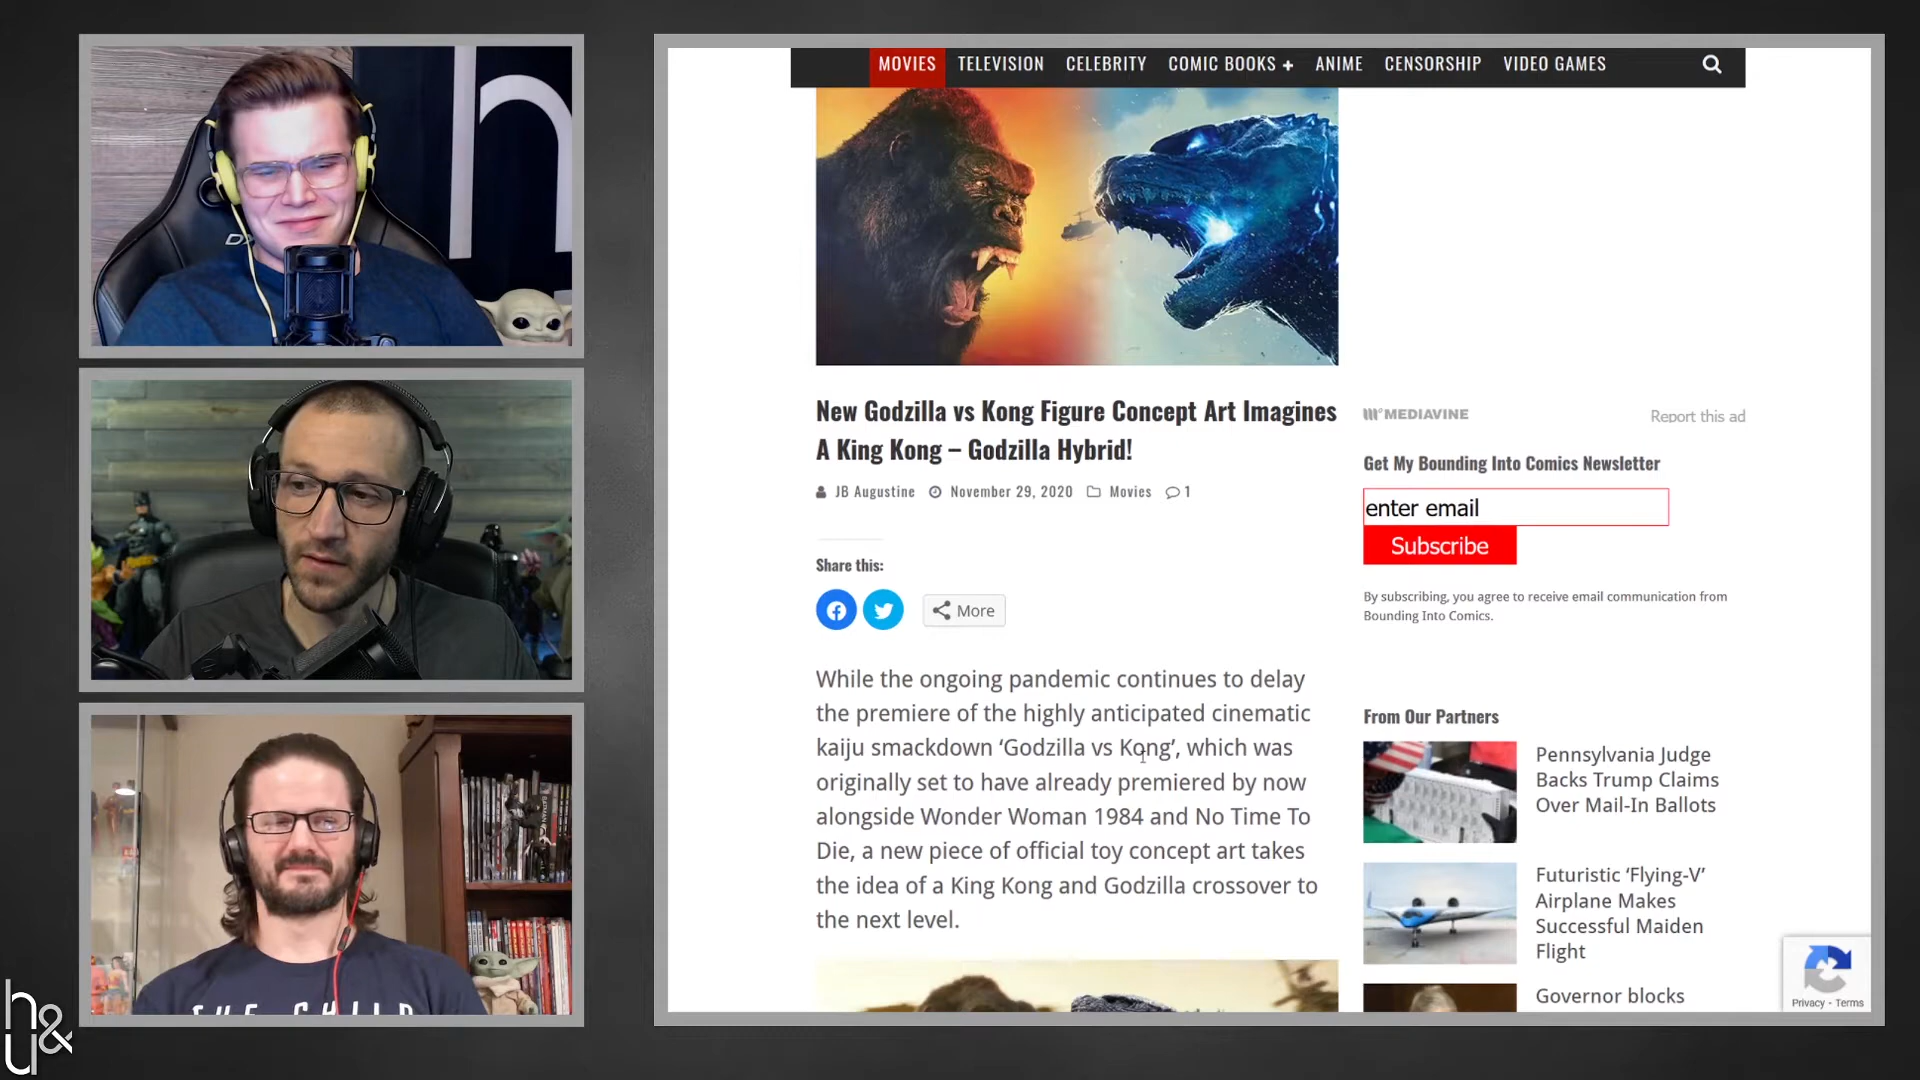 MOVIES TELEVISION CELEBRITY COMIC BOOKS + ANIME CENSORSHIP VIDEO GAMES
New Godzilla vs Kong Figure Concept Art Imagines
A King Kong – Godzilla Hybrid!
JB Augustine November 29, 2020 Movies 1
Share this:
More
While the ongoing pandemic continues to delay
the premiere of the highly anticipated cinematic
kaiju smackdown ‘Godzilla vs Kong’, which was
originally set to have already premiered by now
alongside Wonder Woman 1984 and No Time To
Die, a new piece of official toy concept art takes
the idea of a King Kong and Godzilla crossover to
the next level.
MEDIAVINE
Report this ad
Get My Bounding Into Comics Newsletter
enter email
Subscribe
By subscribing, you agree to receive email communication from
Bounding Into Comics.
From Our Partners
Pennsylvania Judge
Backs Trump Claims
Over Mail-In Ballots
Futuristic ‘Flying-V’
Airplane Makes
Successful Maiden
Flight
Governor blocks
Privacy - Terms
h
THE CHILD
h&
u